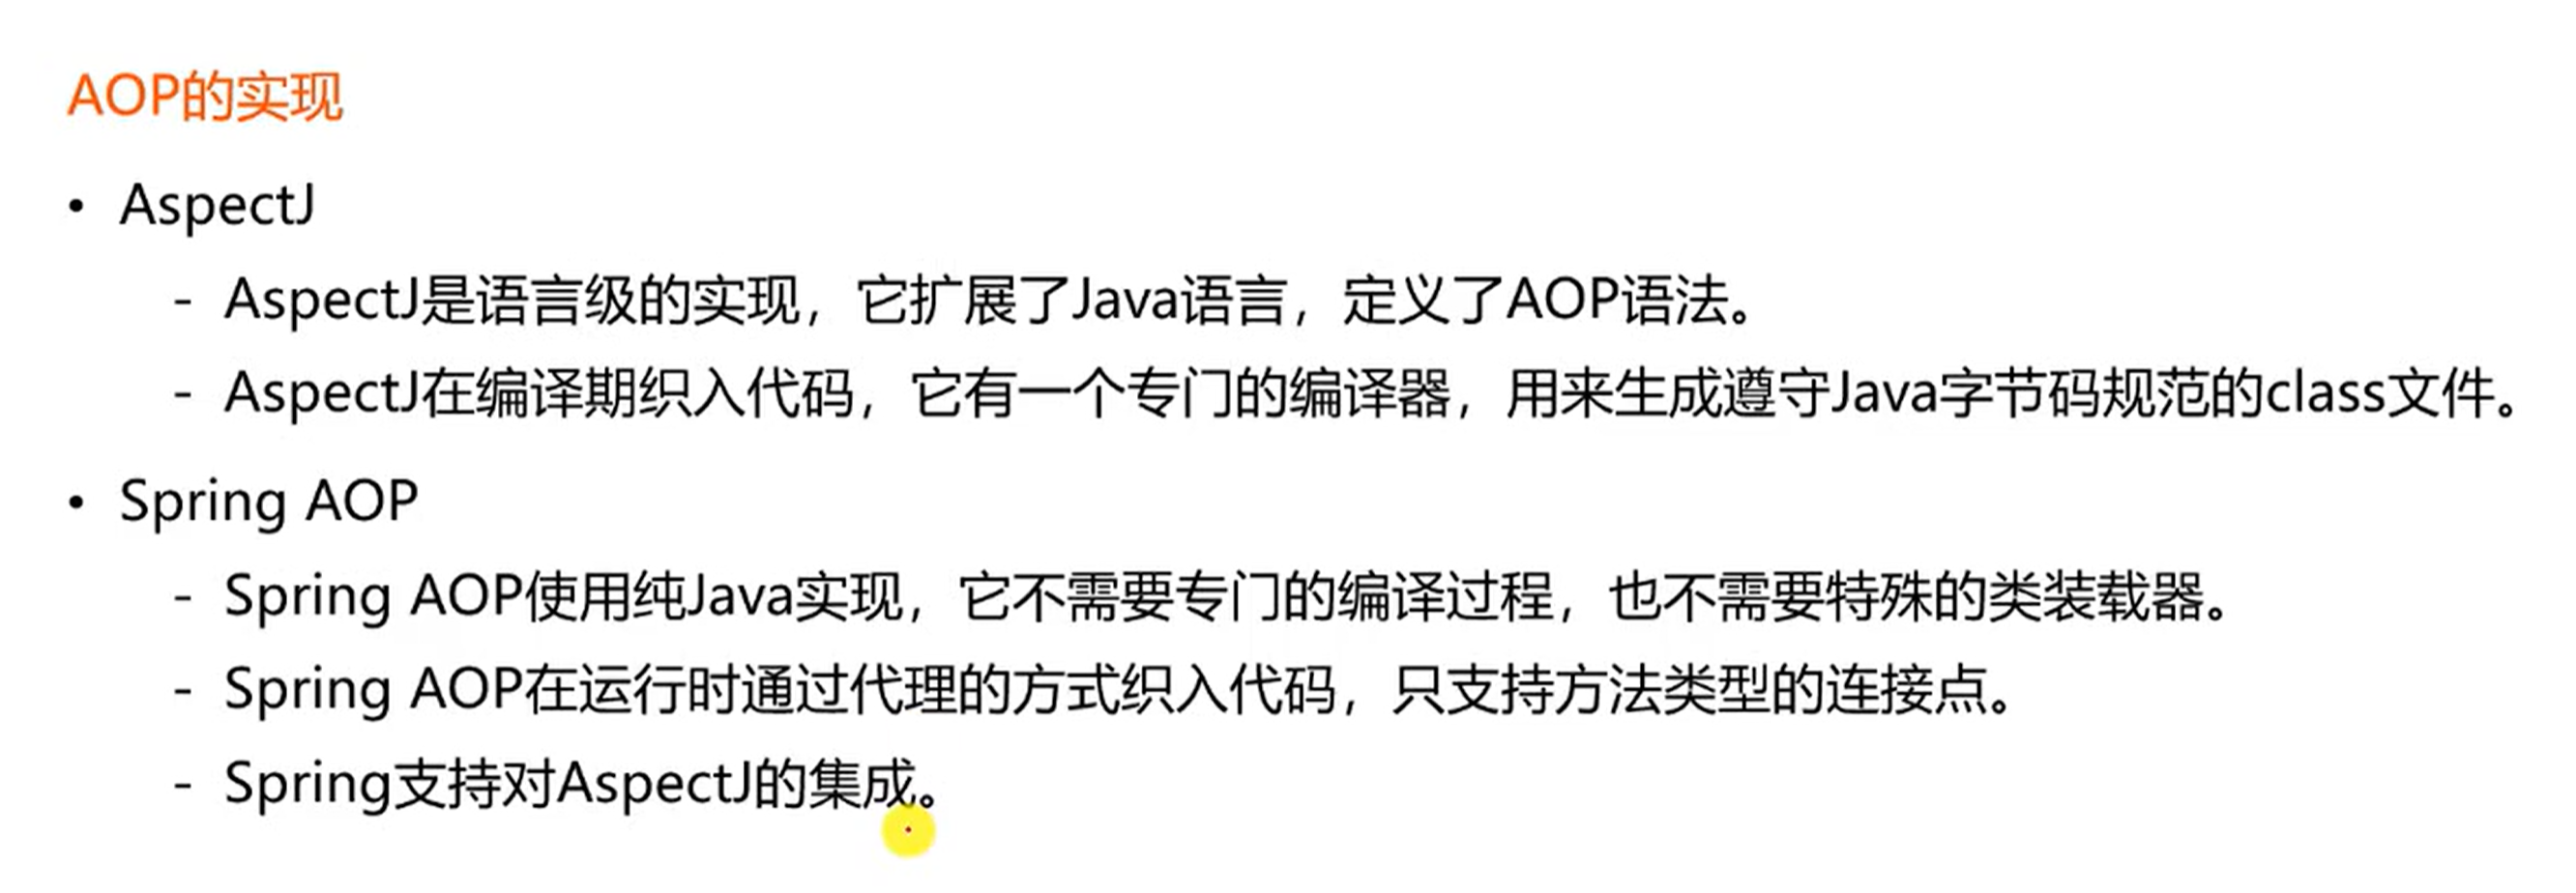 AOP的实现
• AspectJ
- AspectJ是语言级的实现，它扩展了Java语言，定义了AOP语法。
- AspectJ在编译期织入代码，它有一个专门的编译器，用来生成遵守Java字节码规范的class文件。
• Spring AOP
- Spring AOP使用纯Java实现，它不需要专门的编译过程，也不需要特殊的类装载器。
- Spring AOP在运行时通过代理的方式织入代码，只支持方法类型的连接点。
- Spring支持对AspectJ的集成。